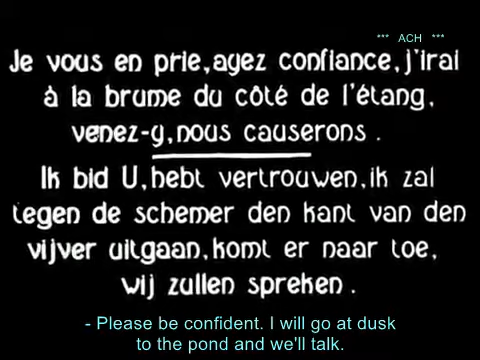 *** ACH ***
Je vous en prie, ayez confiance, j'irai
à la brume du côté de l'étang,
venez-y, nous causerons.
Ik bid U, hebt vertrouwen, ik zal
tegen de schemer den kant van den
vijver uitgaan, komt er naar toe,
wij zullen spreken.
- Please be confident. I will go at dusk
to the pond and we'll talk.